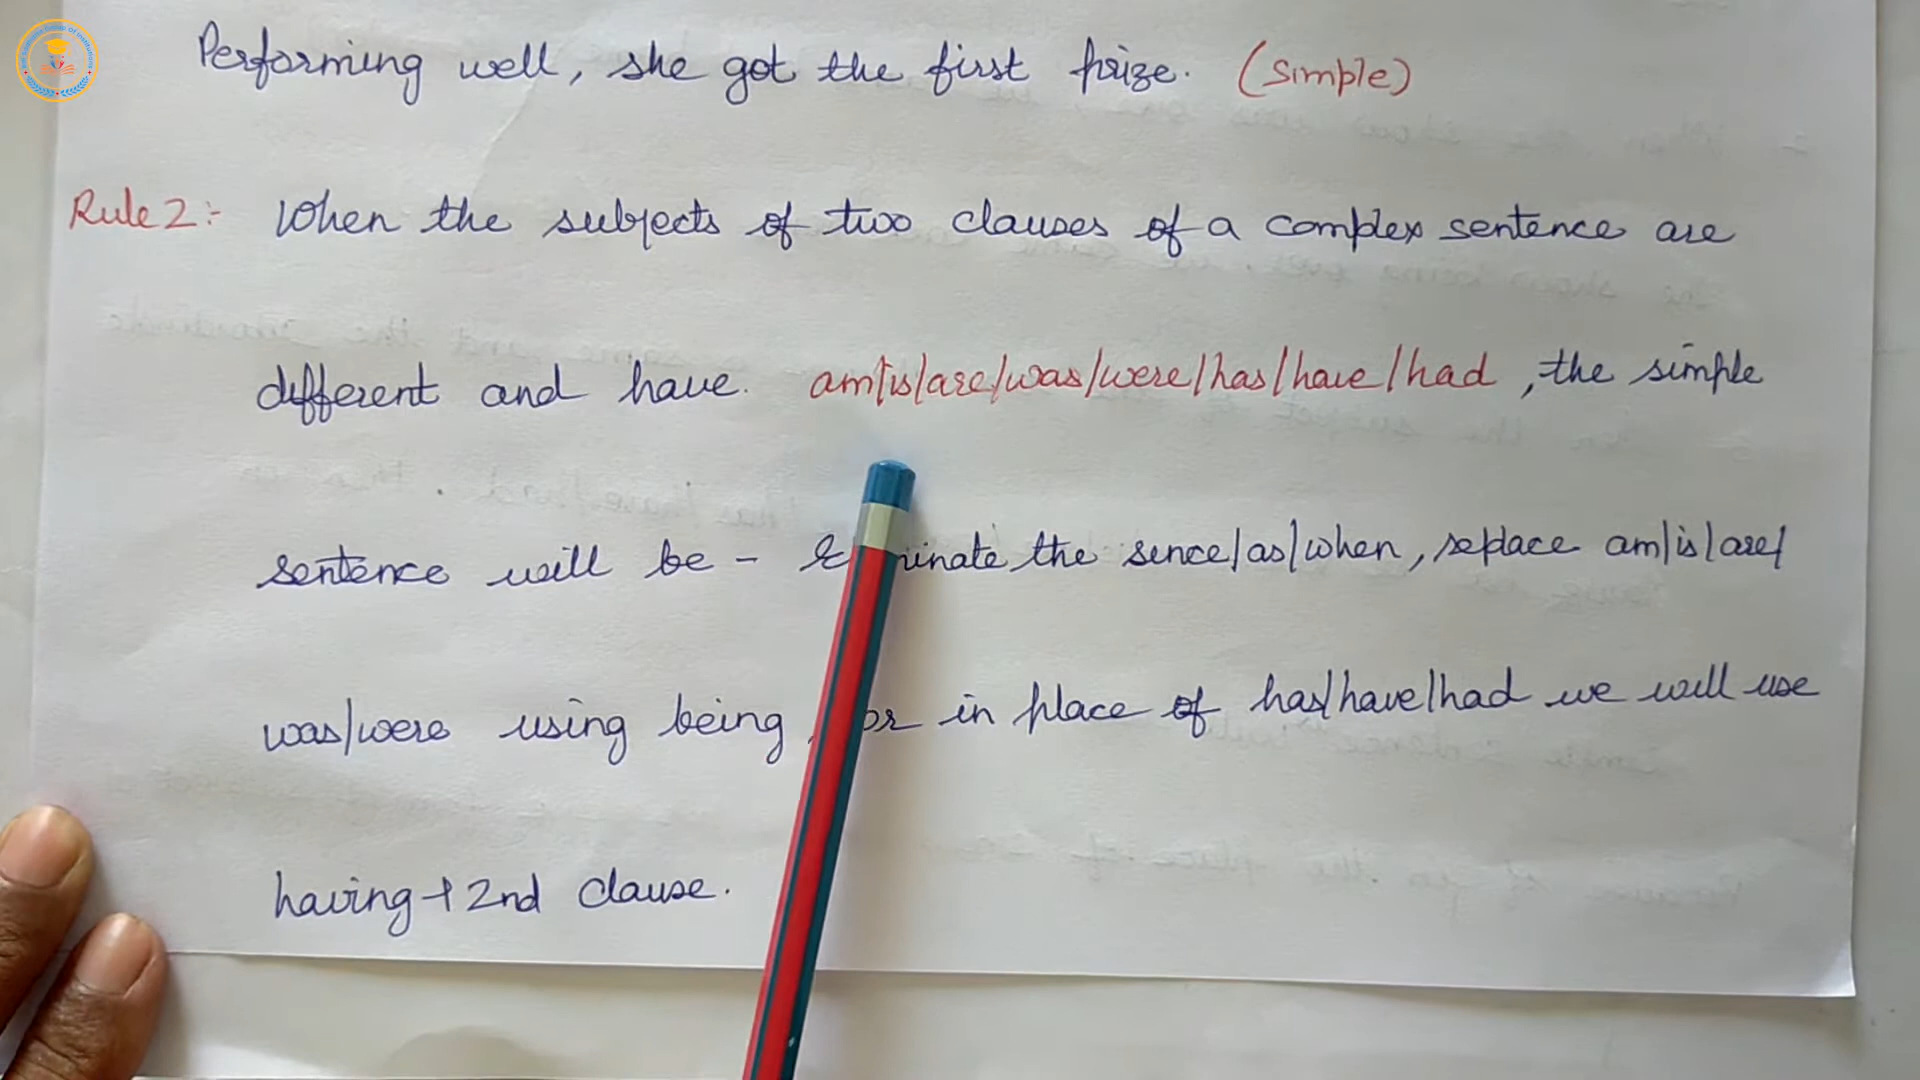 Performing well, she got the first prize. (Simple)
Rule 2:- When the subjects of two clauses of a complex sentence are
different and have. am/is/are/was/were/has/have/had, the simple
sentence will be - the sence/as/when, replace am/is/are/
was/were using being, or in place of has/have/had we will use
having + 2nd clause.